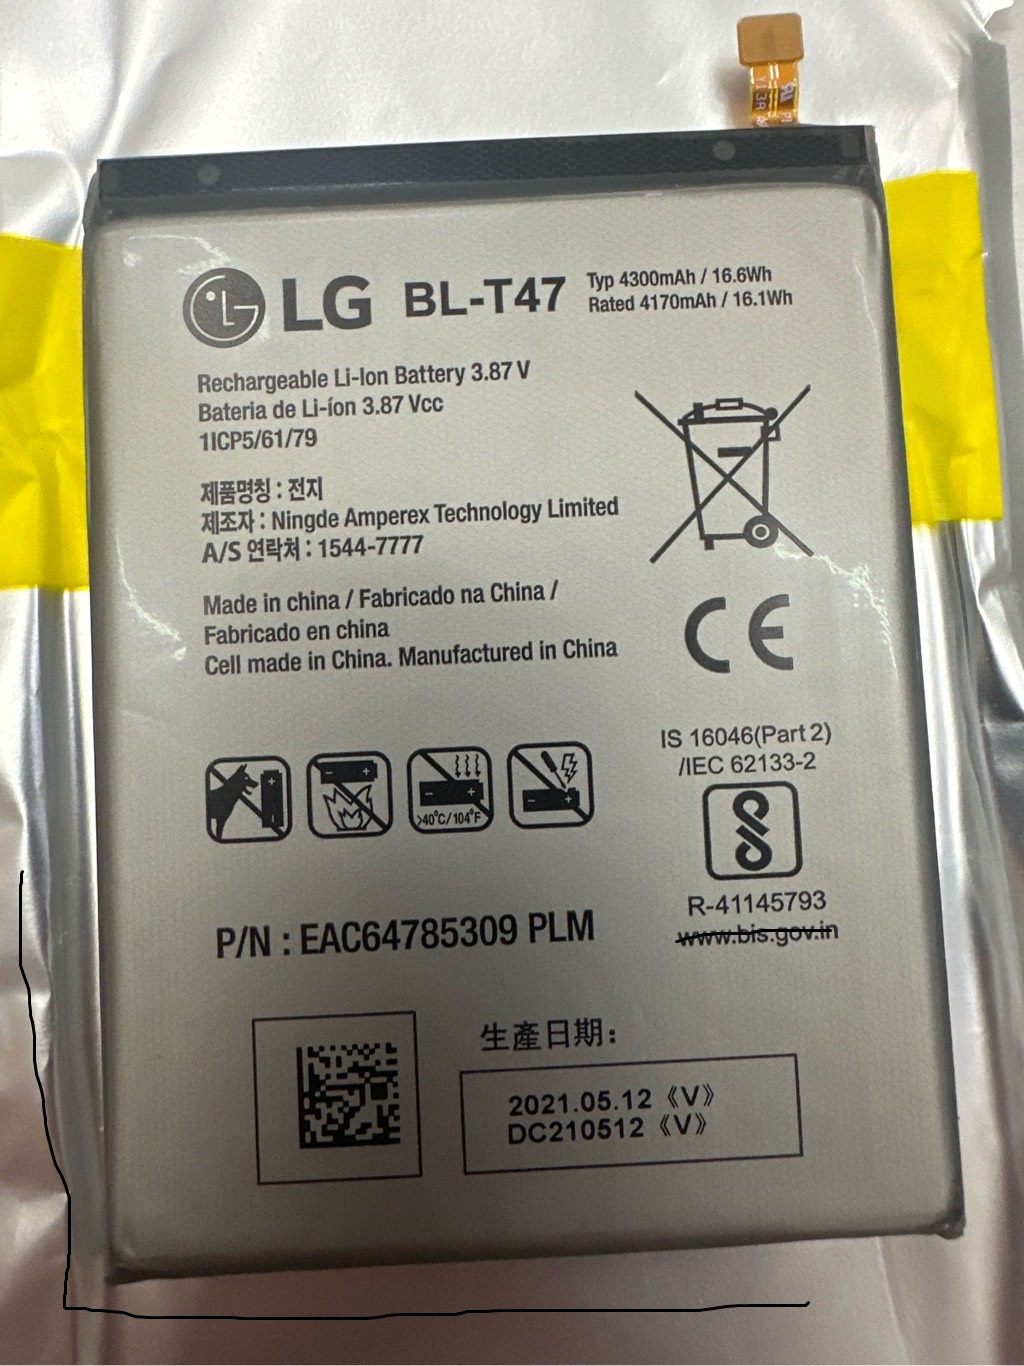 LG BL-T47 Typ 4300mAh / 16.6Wh
Rated 4170mAh / 16.1Wh
Rechargeable Li-Ion Battery 3.87 V
Bateria de Li-íon 3.87 Vcc
1ICP5/61/79
제품명칭 : 전지
제조자 : Ningde Amperex Technology Limited
A/S 연락처 : 1544-7777
Made in china / Fabricado na China /
Fabricado en china
Cell made in China. Manufactured in China
IS 16046(Part 2)
/IEC 62133-2
>40°C/104°F
R-41145793
www.bis.gov.in
P/N : EAC64785309 PLM
生產日期:
2021.05.12 《V》
DC210512 《V》